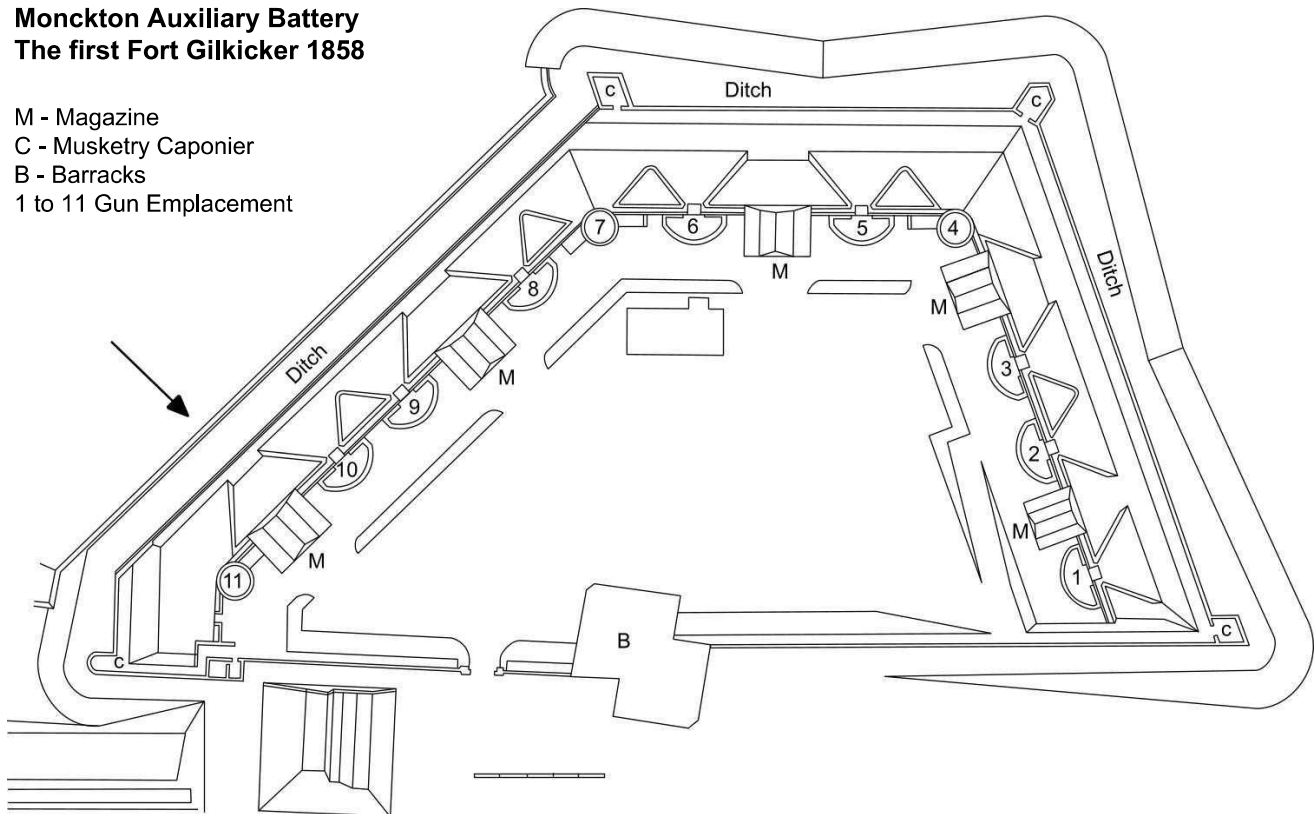 Monckton Auxiliary Battery
The first Fort Gilkicker 1858
M - Magazine
C - Musketry Caponier
B - Barracks
1 to 11 Gun Emplacement
c
Ditch
c
7
6
5
4
M
Ditch
8
M
3
Ditch
M
9
2
10
M
M
1
11
B
c
c